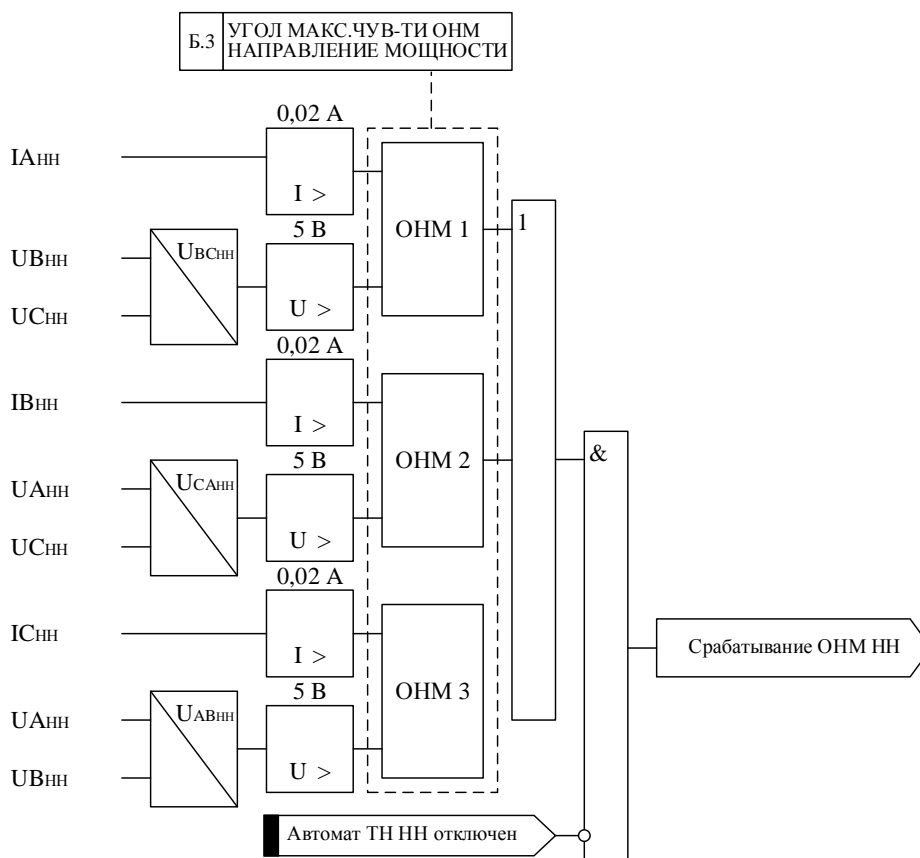 Б.3
УГОЛ МАКС.ЧУВ-ТИ ОНМ
НАПРАВЛЕНИЕ МОЩНОСТИ
0,02 А
IAНН
I >
ОНМ 1
1
5 В
UBНН
UBCНН
UCНН
U >
0,02 А
IBНН
I >
ОНМ 2
&
5 В
UAНН
UCAНН
UCНН
U >
0,02 А
ICНН
I >
Срабатывание ОНМ НН
ОНМ 3
5 В
UAНН
UABНН
UBНН
U >
Автомат ТН НН отключен